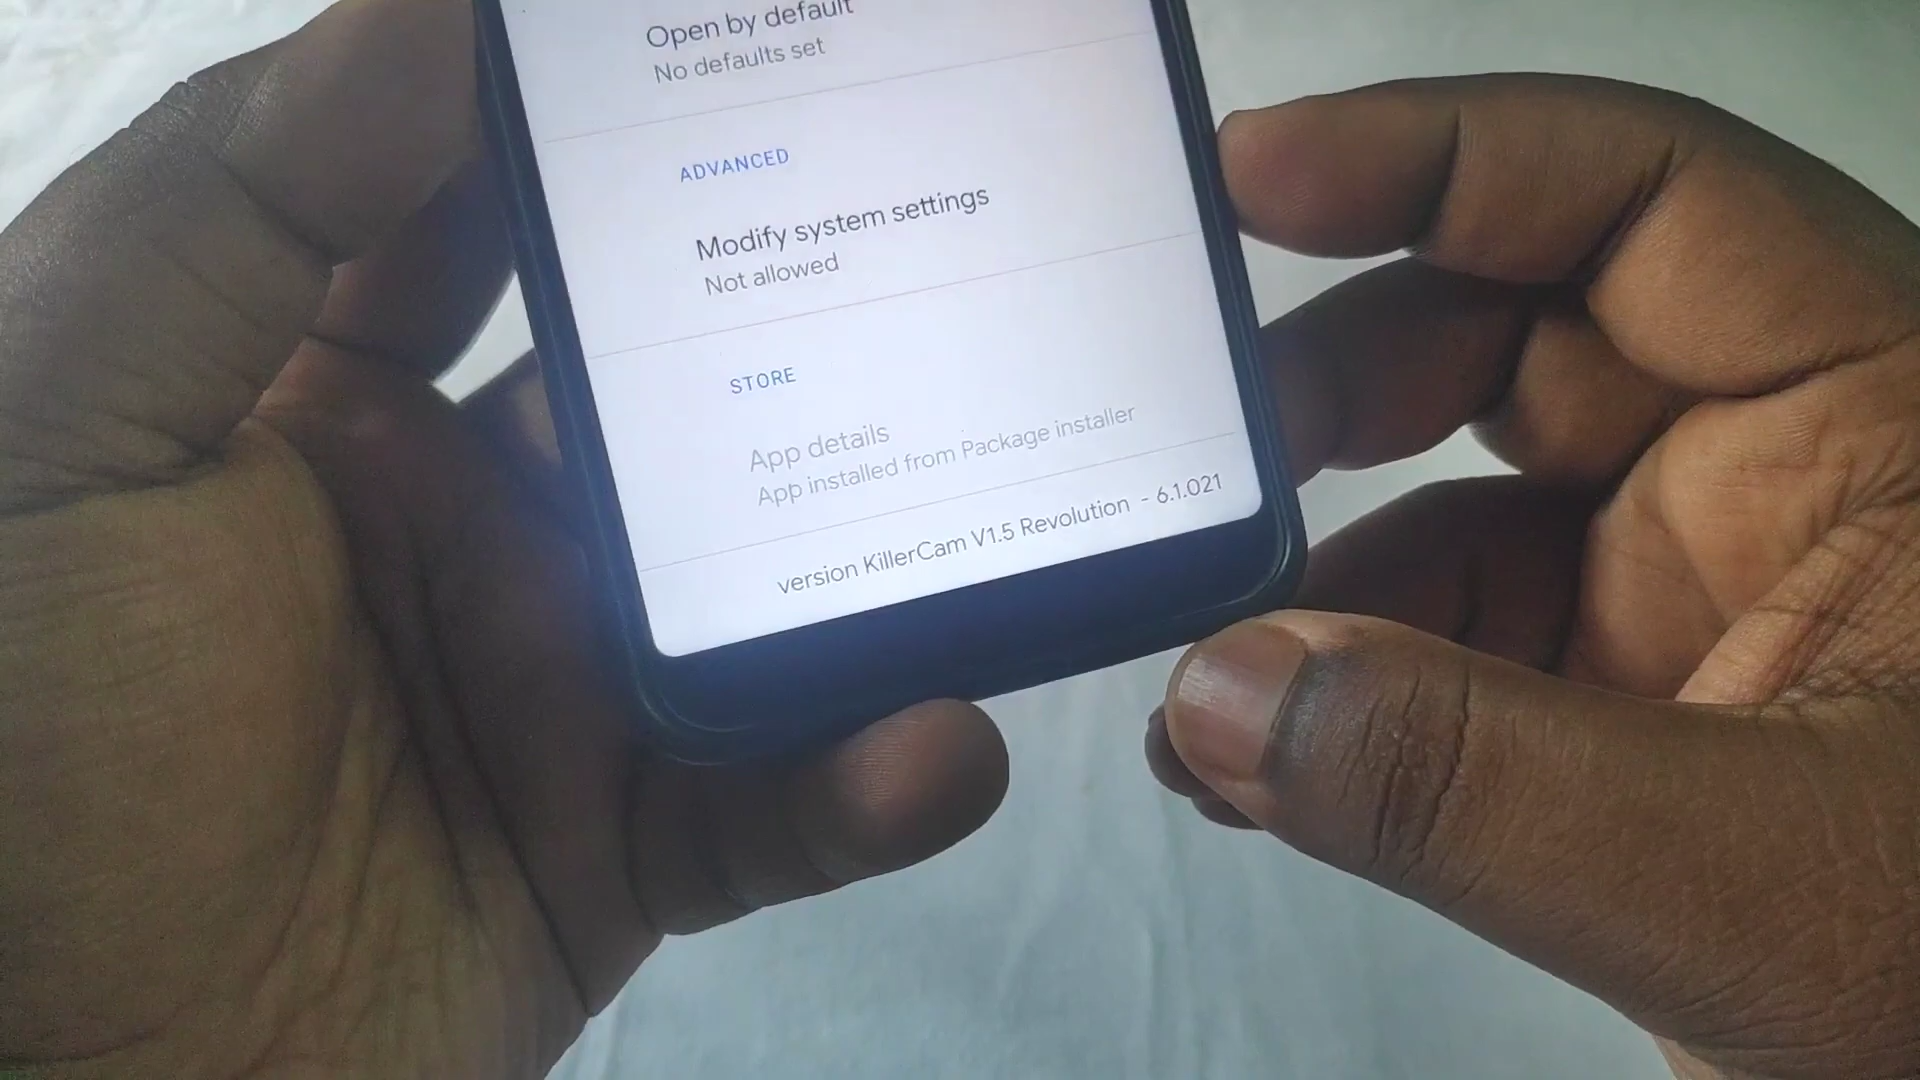 Open by default
No defaults set
ADVANCED
Modify system settings
Not allowed
STORE
App details
App installed from Package installer
version KillerCam V1.5 Revolution - 6.1.021